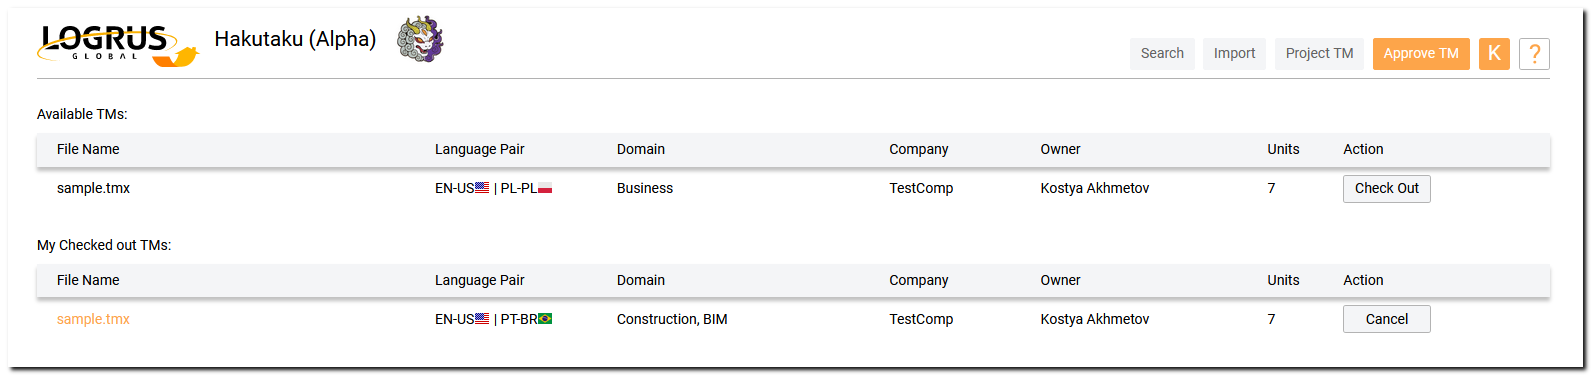 LOGRUS
GLOBAL
Hakutaku (Alpha)
Search Import Project TM Approve TM K ?
Available TMs:
File Name Language Pair Domain Company Owner Units Action
sample.tmx EN-US | PL-PL Business TestComp Kostya Akhmetov 7 Check Out
My Checked out TMs:
File Name Language Pair Domain Company Owner Units Action
sample.tmx EN-US | PT-BR Construction, BIM TestComp Kostya Akhmetov 7 Cancel